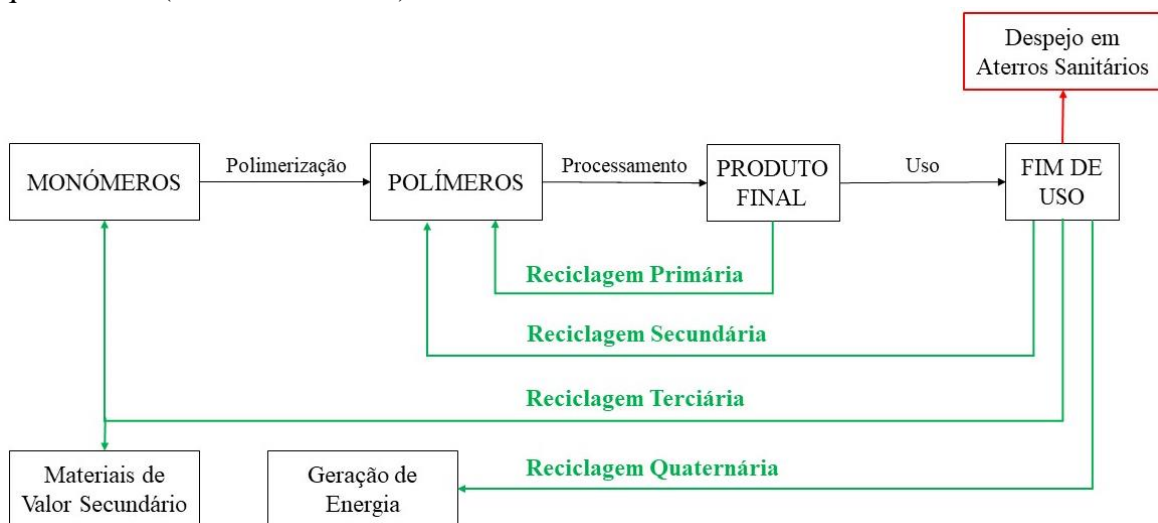 Despejo em
Aterros Sanitários
MONÓMEROS
Polimerização
POLÍMEROS
Processamento
PRODUTO
FINAL
Uso
FIM DE
USO
Reciclagem Primária
Reciclagem Secundária
Reciclagem Terciária
Materiais de
Valor Secundário
Geração de
Energia
Reciclagem Quaternária